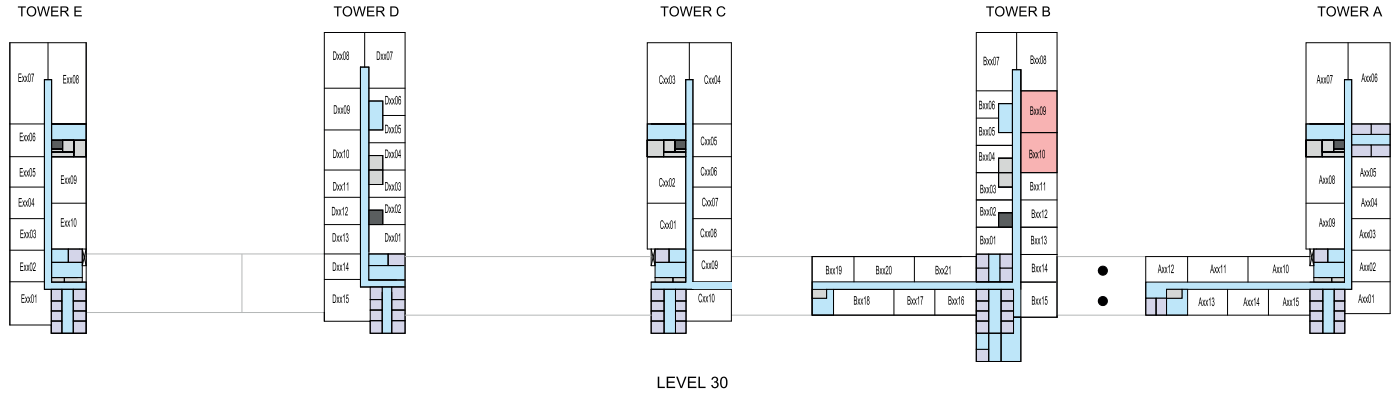 TOWER E
TOWER D
TOWER C
TOWER B
TOWER A
Exx07
Exx08
Exx06
Exx05
Exx09
Exx04
Exx10
Exx03
Exx02
Exx01
Dxx08
Dxx07
Dxx09
Dxx06
Dxx05
Dxx10
Dxx04
Dxx11
Dxx03
Dxx12
Dxx02
Dxx13
Dxx01
Dxx14
Dxx15
Cxx03
Cxx04
Cxx05
Cxx02
Cxx06
Cxx07
Cxx01
Cxx08
Cxx09
Cxx10
Bxx07
Bxx08
Bxx06
Bxx09
Bxx05
Bxx04
Bxx10
Bxx03
Bxx11
Bxx02
Bxx12
Bxx01
Bxx13
Bxx19
Bxx20
Bxx21
Bxx14
Bxx18
Bxx17
Bxx16
Bxx15
Axx07
Axx06
Axx08
Axx05
Axx04
Axx09
Axx03
Axx12
Axx11
Axx10
Axx02
Axx13
Axx14
Axx15
Axx01
LEVEL 30